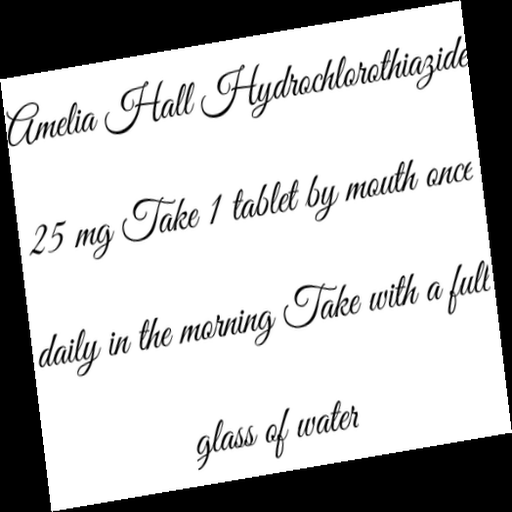 Amelia Hall Hydrochlorothiazide
25 mg Take 1 tablet by mouth once
daily in the morning Take with a full
glass of water